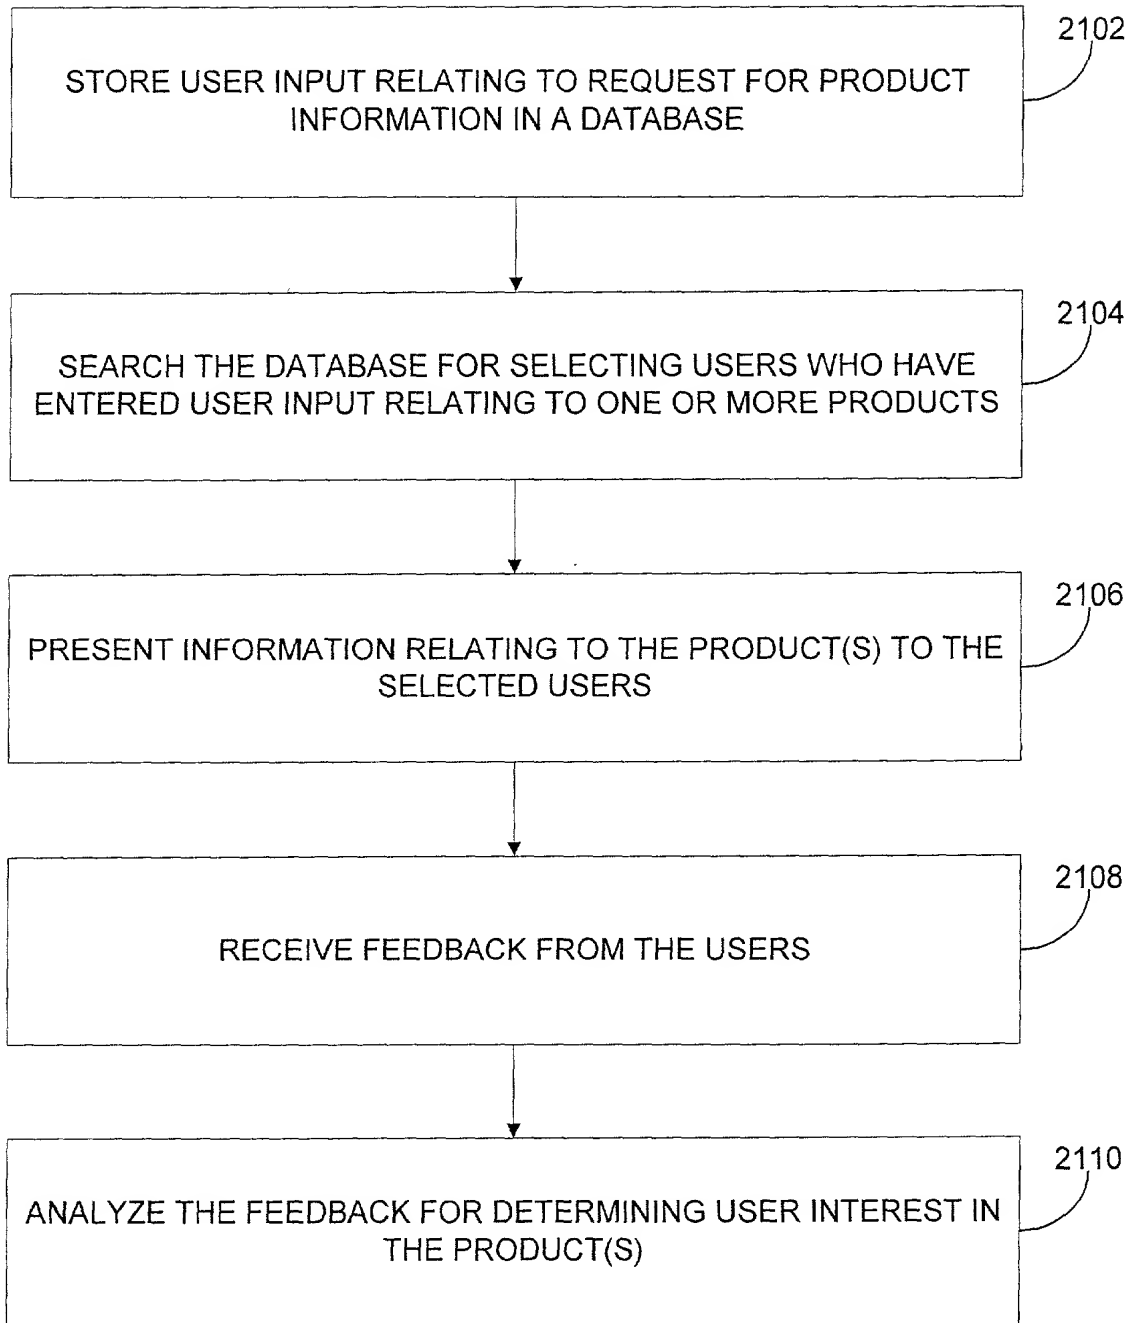 2102
STORE USER INPUT RELATING TO REQUEST FOR PRODUCT
INFORMATION IN A DATABASE
2104
SEARCH THE DATABASE FOR SELECTING USERS WHO HAVE
ENTERED USER INPUT RELATING TO ONE OR MORE PRODUCTS
2106
PRESENT INFORMATION RELATING TO THE PRODUCT(S) TO THE
SELECTED USERS
2108
RECEIVE FEEDBACK FROM THE USERS
2110
ANALYZE THE FEEDBACK FOR DETERMINING USER INTEREST IN
THE PRODUCT(S)